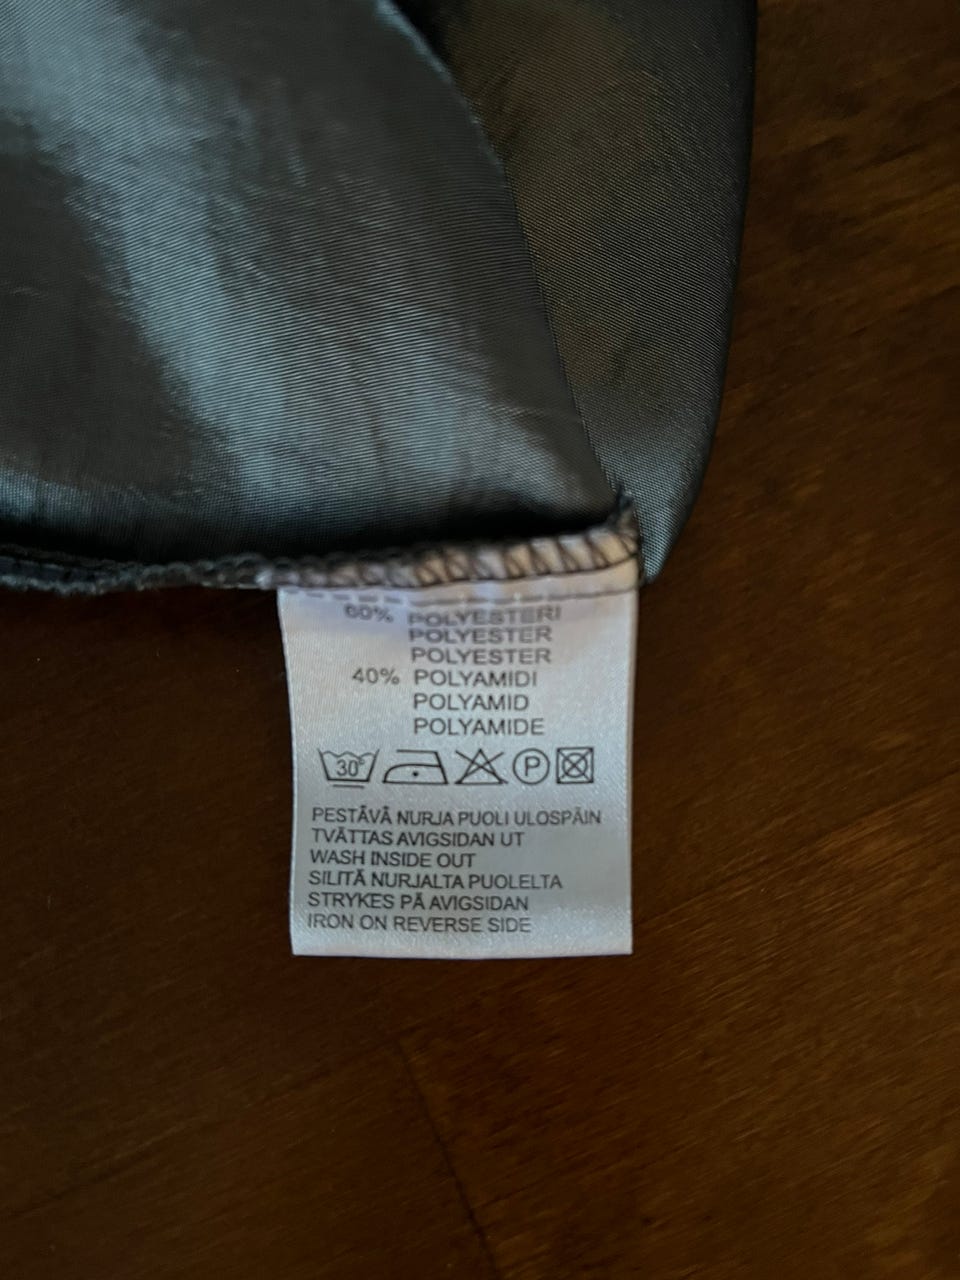 60% POLYESTERI
POLYESTER
POLYESTER
40% POLYAMIDI
POLYAMID
POLYAMIDE
30° P
PESTÄVÄ NURJA PUOLI ULOSPÄIN
TVÄTTAS AVIGSIDAN UT
WASH INSIDE OUT
SILITÄ NURJALTA PUOLELTA
STRYKES PÅ AVIGSIDAN
IRON ON REVERSE SIDE